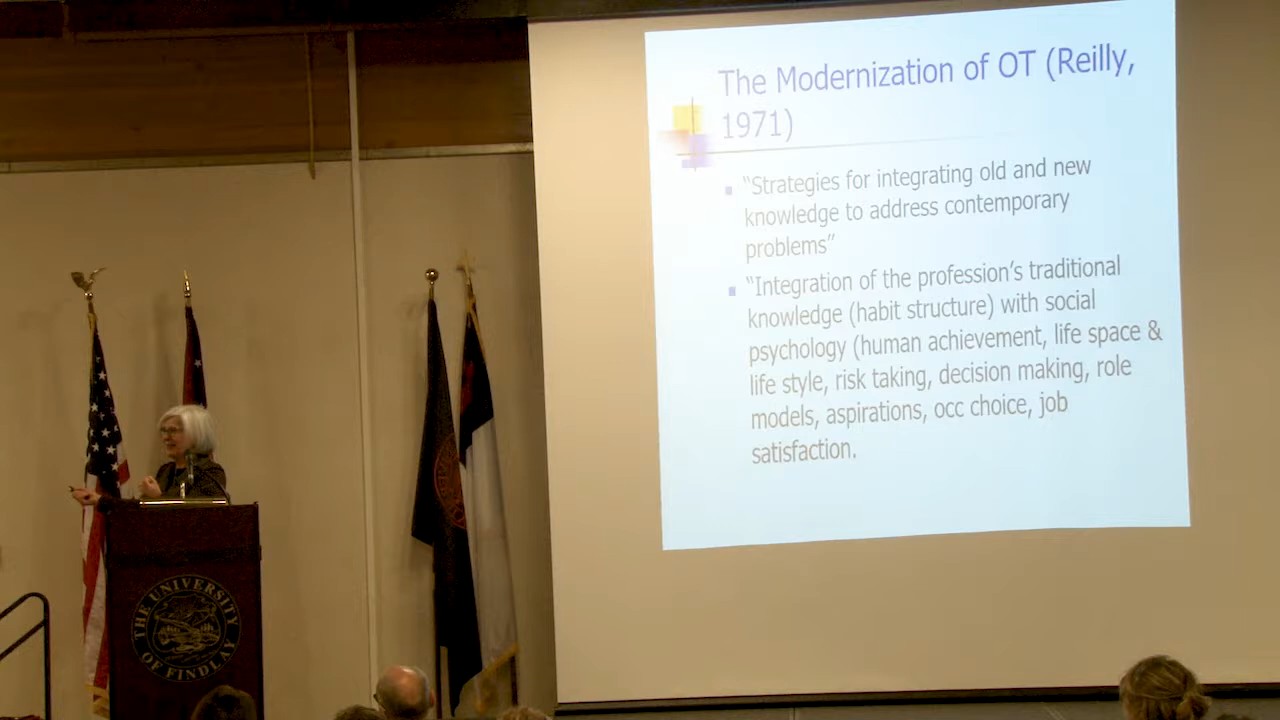 The Modernization of OT (Reilly,
1971)
“Strategies for integrating old and new
knowledge to address contemporary
problems”
“Integration of the profession’s traditional
knowledge (habit structure) with social
psychology (human achievement, life space &
life style, risk taking, decision making, role
models, aspirations, occ choice, job
satisfaction.
THE UNIVERSITY
OF FINDLAY